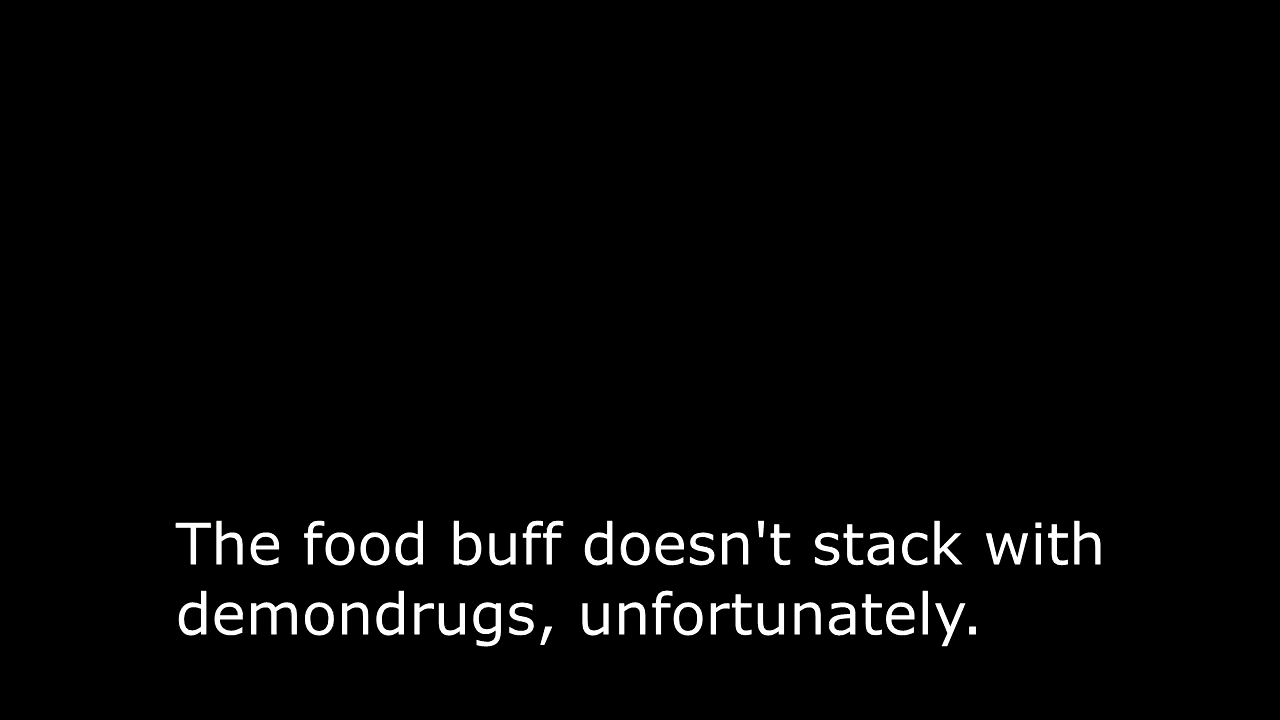 The food buff doesn't stack with
demondrugs, unfortunately.